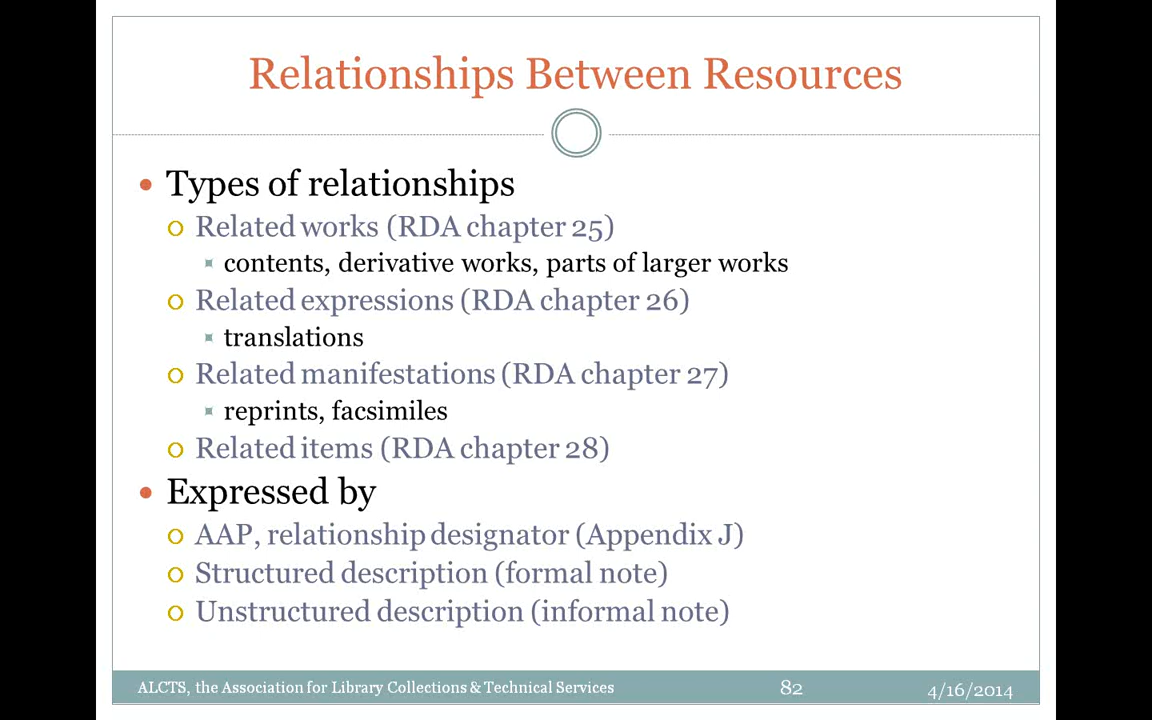 Relationships Between Resources
Types of relationships
Related works (RDA chapter 25)
contents, derivative works, parts of larger works
Related expressions (RDA chapter 26)
translations
Related manifestations (RDA chapter 27)
reprints, facsimiles
Related items (RDA chapter 28)
Expressed by
AAP, relationship designator (Appendix J)
Structured description (formal note)
Unstructured description (informal note)
ALCTS, the Association for Library Collections & Technical Services 82 4/16/2014